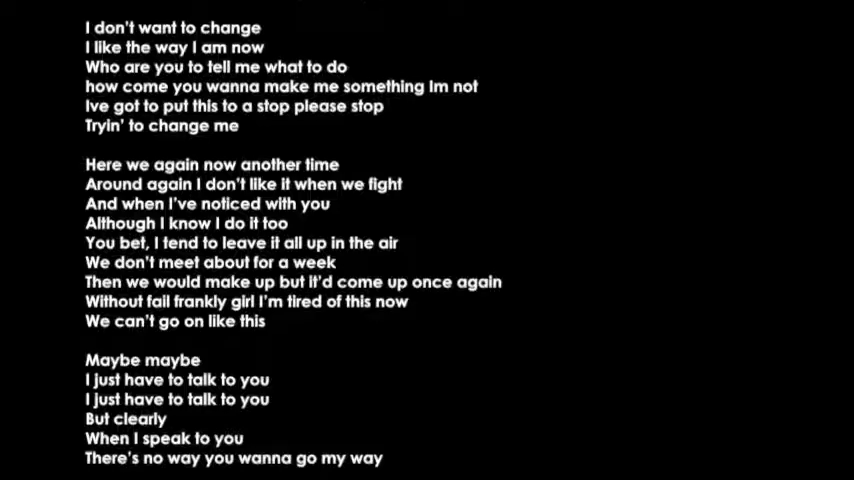 I don't want to change
I like the way I am now
Who are you to tell me what to do
how come you wanna make me something Im not
Ive got to put this to a stop please stop
Tryin' to change me
Here we again now another time
Around again I don't like it when we fight
And when I've noticed with you
Although I know I do it too
You bet, I tend to leave it all up in the air
We don't meet about for a week
Then we would make up but it'd come up once again
Without fail frankly girl I'm tired of this now
We can't go on like this
Maybe maybe
I just have to talk to you
I just have to talk to you
But clearly
When I speak to you
There's no way you wanna go my way